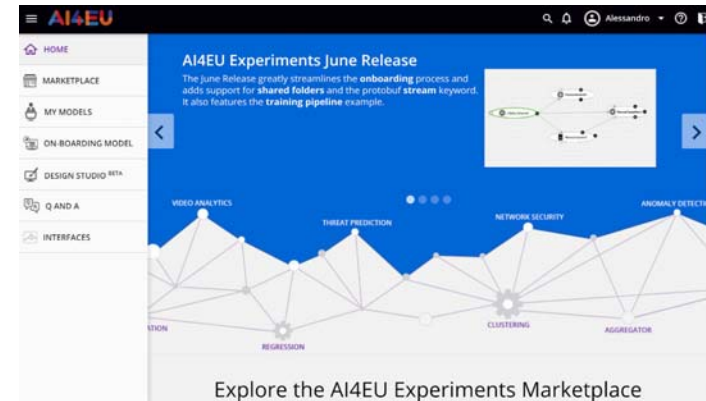 AI4EU
Alessandro
HOME
MARKETPLACE
MY MODELS
ON-BOARDING MODEL
DESIGN STUDIO BETA
Q AND A
INTERFACES
AI4EU Experiments June Release
The June Release greatly streamlines the onboarding process and
adds support for shared folders and the protobuf stream keyword.
It also features the training pipeline example.
VIDEO ANALYTICS
THREAT PREDICTION
NETWORK SECURITY
ANOMALY DETECTI
ATION
REGRESSION
CLUSTERING
AGGREGATOR
Explore the AI4EU Experiments Marketplace